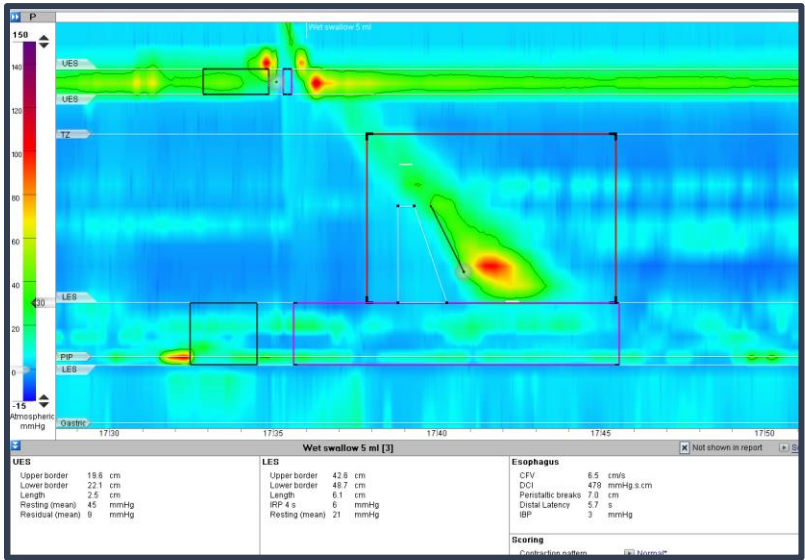 P
Wet swallow 5 ml
150
UES
140
UES
120
TZ
100
80
60
40
LES
30
20
PIP
0
LES
-15
Atmospheric
mmHg
Gastric
17:30
17:35
17:40
17:45
17:50
Wet swallow 5 ml [3]
Not shown in report
UES
Upper border 19.6 cm
Lower border 22.1 cm
Length 2.5 cm
Resting (mean) 45 mmHg
Residual (mean) 9 mmHg
LES
Upper border 42.6 cm
Lower border 48.7 cm
Length 6.1 cm
IRP 4 s 6 mmHg
Resting (mean) 21 mmHg
Esophagus
CFV 6.5 cm/s
DCI 478 mmHg.s.cm
Peristaltic breaks 7.0 cm
Distal Latency 5.7 s
IBP 3 mmHg
Scoring
Contraction pattern Normal*